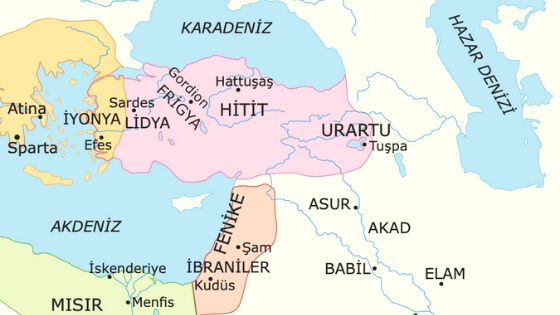 KARADENİZ
HAZAR DENİZİ
Gordion
Hattuşaş
Atina
Sardes
FRİGYA
HİTİT
İYONYA
LİDYA
URARTU
Sparta
Efes
Tuşpa
ASUR
AKAD
AKDENİZ
FENİKE
Şam
İskenderiye
İBRANİLER
BABİL
ELAM
Kudüs
MISIR
Menfis